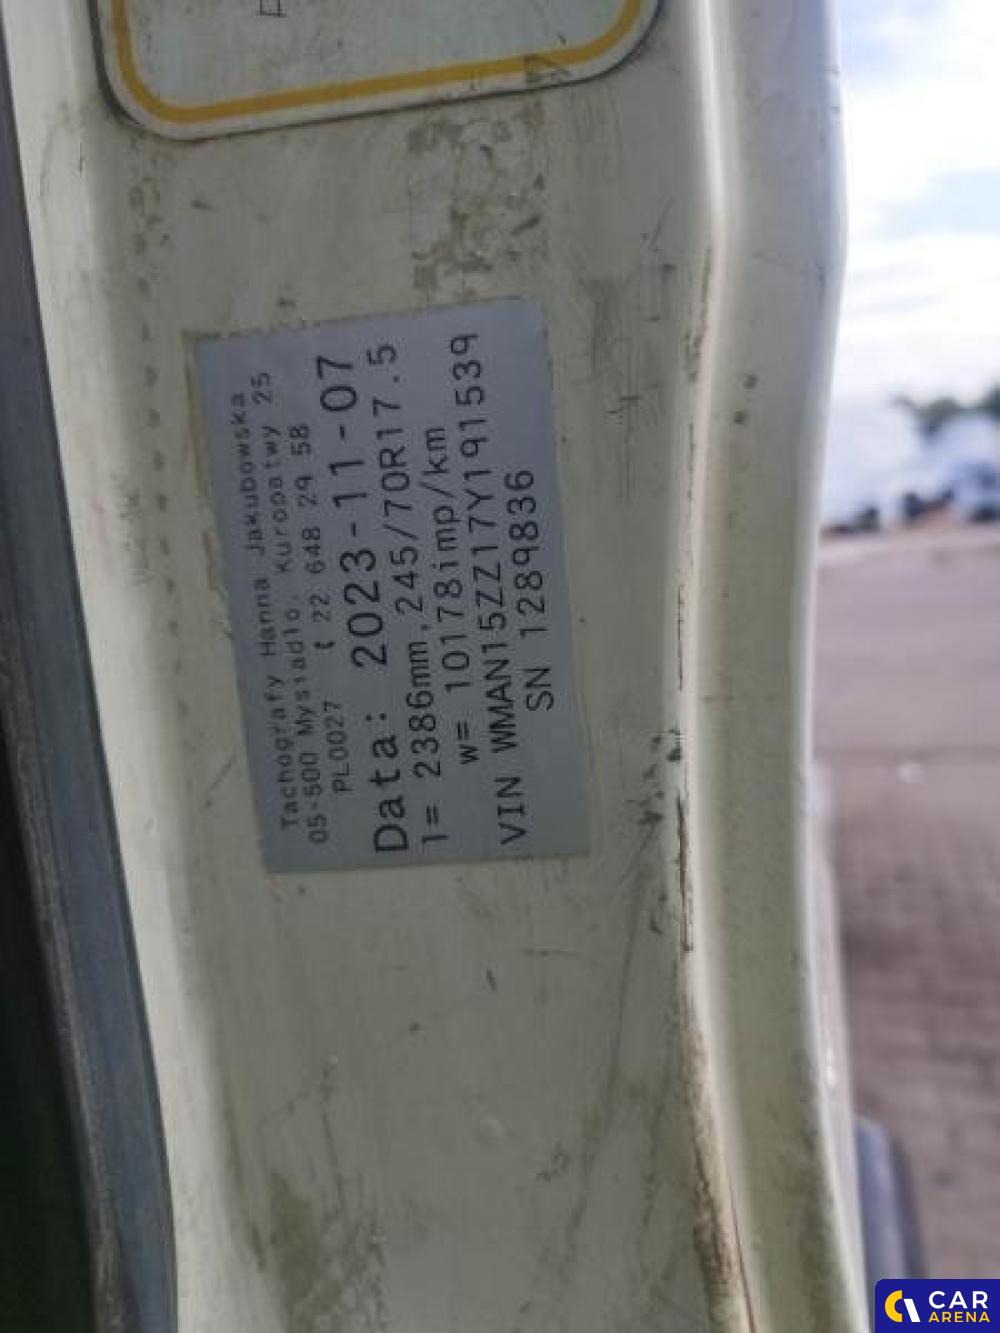 Tachografy Hanna Jakubowska
05-500 Mysiadło, Kuropatwy 25
PL0027 t 22 648 29 58
Data: 2023-11-07
l= 2386mm,245/70R17.5
w= 10178imp/km
VIN WMAN15ZZ17Y191539
SN 1289836
CAR
ARENA